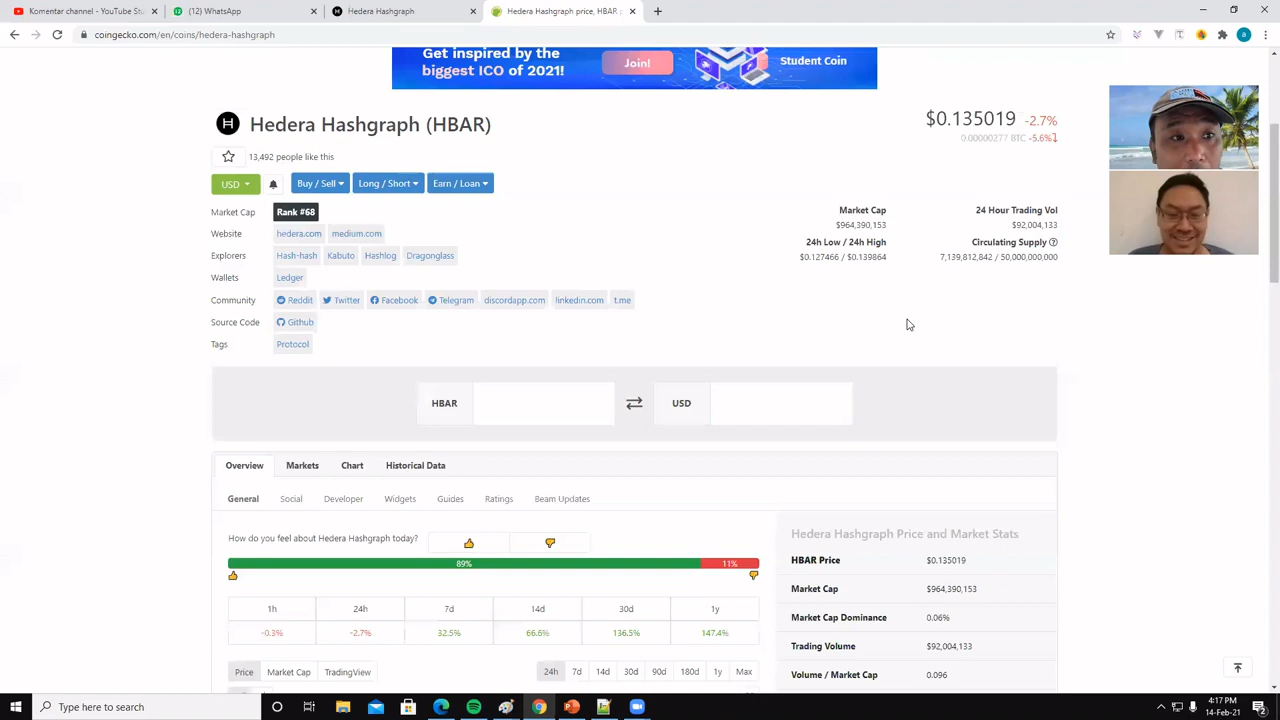 Komentar channel - YouTube Stu
(12) WhatsApp
Hedera Hashgraph
Hedera Hashgraph price, HBAR p
coingecko.com/en/coins/hedera-hashgraph
Get inspired by the
biggest ICO of 2021!
Join!
Student Coin
Hedera Hashgraph (HBAR)
$0.135019 -2.7%
0.00000277 BTC -5.6%
13,492 people like this
USD
Buy / Sell
Long / Short
Earn / Loan
Market Cap Rank #68
Website hedera.com medium.com
Explorers Hash-hash Kabuto Hashlog Dragonglass
Wallets Ledger
Community Reddit Twitter Facebook Telegram discordapp.com linkedin.com t.me
Source Code Github
Tags Protocol
Market Cap
$964,390,153
24 Hour Trading Vol
$92,004,133
24h Low / 24h High
$0.127466 / $0.139864
Circulating Supply
7,139,812,842 / 50,000,000,000
HBAR
USD
Overview Markets Chart Historical Data
General Social Developer Widgets Guides Ratings Beam Updates
How do you feel about Hedera Hashgraph today?
89% 11%
1h 24h 7d 14d 30d 1y
-0.3% -2.7% 32.5% 66.6% 136.5% 147.4%
Price Market Cap TradingView
24h 7d 14d 30d 90d 180d 1y Max
Hedera Hashgraph Price and Market Stats
HBAR Price $0.135019
Market Cap $964,390,153
Market Cap Dominance 0.06%
Trading Volume $92,004,133
Volume / Market Cap 0.096
Type here to search
4:17 PM
14-Feb-21
2